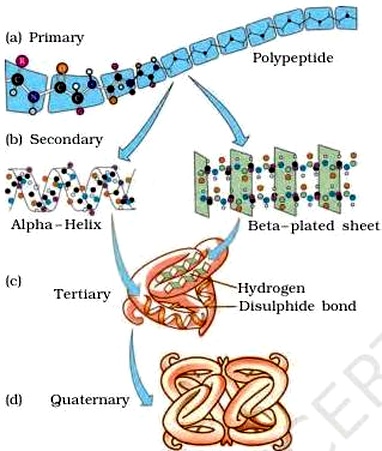 (a) Primary
Polypeptide
(b) Secondary
Alpha-Helix
Beta-plated sheet
(c)
Tertiary
Hydrogen
Disulphide bond
(d) Quaternary